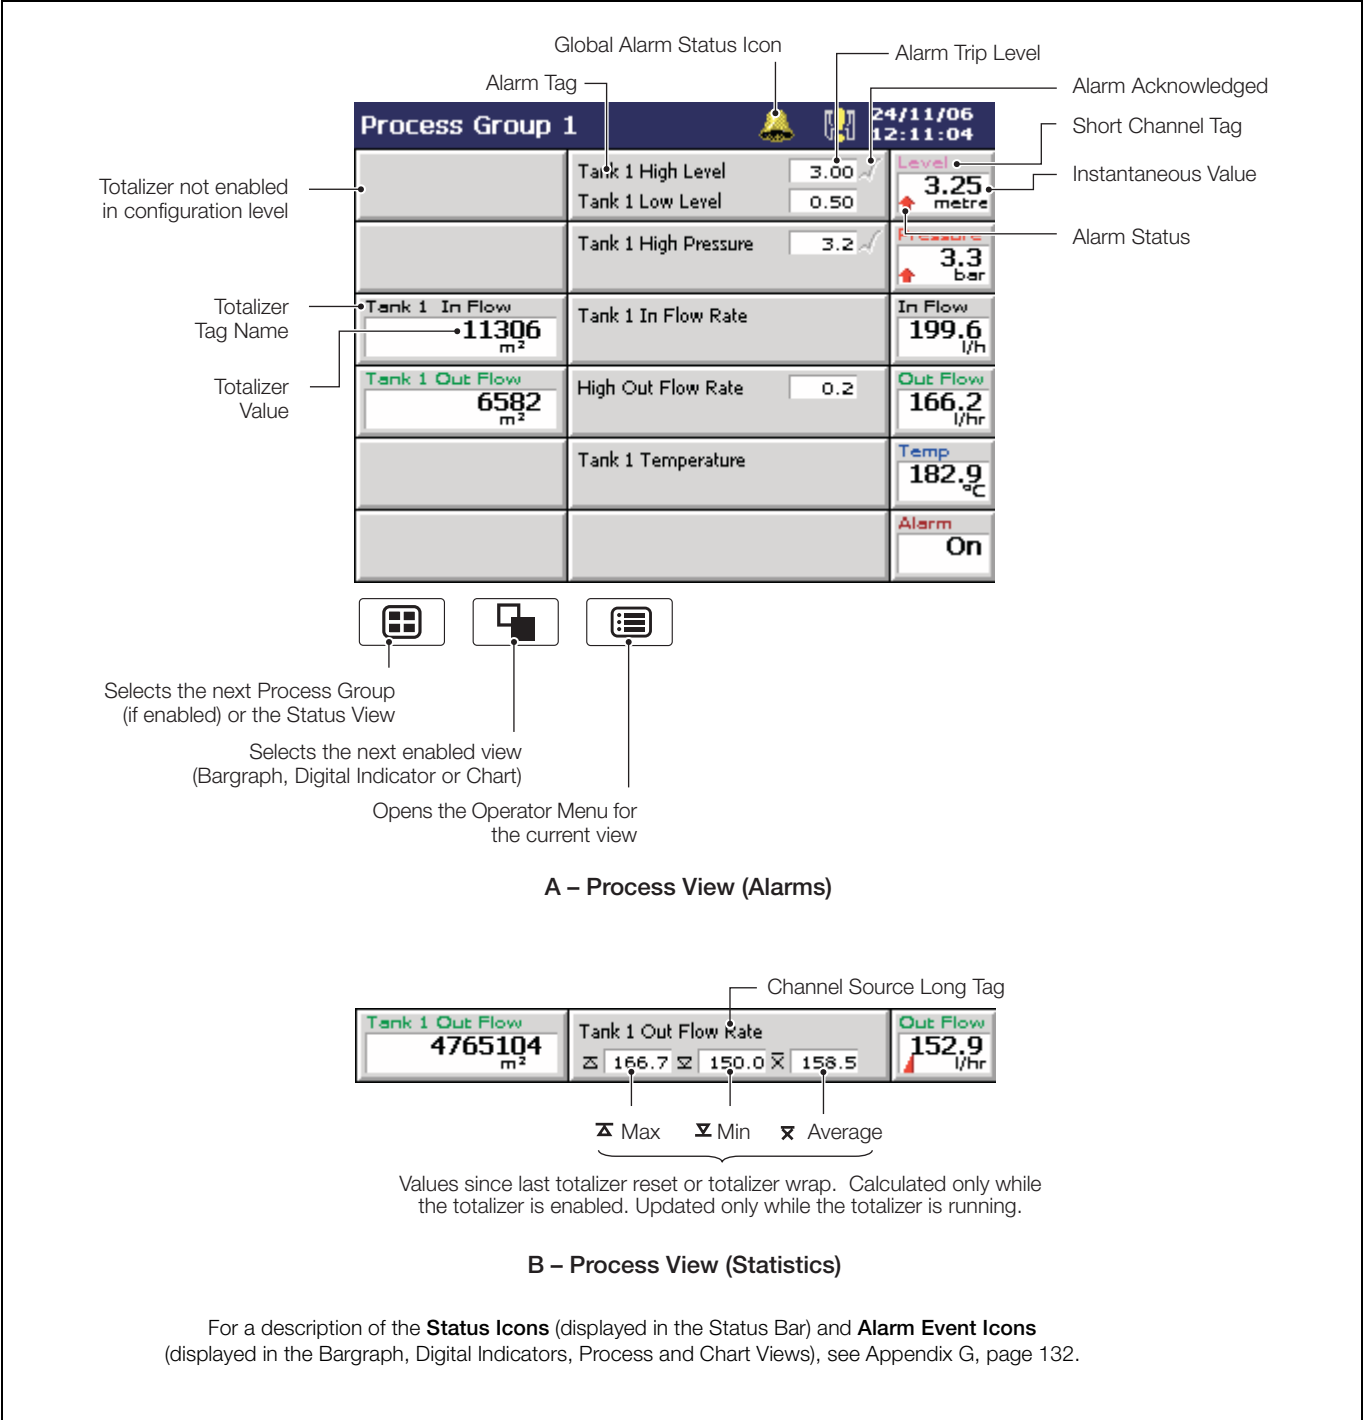 Global Alarm Status Icon
Alarm Trip Level
Alarm Tag
Alarm Acknowledged
Short Channel Tag
Instantaneous Value
Alarm Status
Totalizer not enabled
in configuration level
Totalizer
Tag Name
Totalizer
Value
Process Group 1
24/11/06
12:11:04
Tank 1 High Level 3.00
Tank 1 Low Level 0.50
Level
3.25
metre
Tank 1 High Pressure 3.2
Pressure
3.3
bar
Tank 1 In Flow
11306
m²
Tank 1 In Flow Rate
In Flow
199.6
l/h
Tank 1 Out Flow
6582
m²
High Out Flow Rate 0.2
Out Flow
166.2
l/hr
Tank 1 Temperature
Temp
182.9
°C
Alarm
On
Selects the next Process Group
(if enabled) or the Status View
Selects the next enabled view
(Bargraph, Digital Indicator or Chart)
Opens the Operator Menu for
the current view
A – Process View (Alarms)
Channel Source Long Tag
Tank 1 Out Flow
4765104
m²
Tank 1 Out Flow Rate
166.7 150.0 158.5
Out Flow
152.9
l/hr
Max Min Average
Values since last totalizer reset or totalizer wrap. Calculated only while
the totalizer is enabled. Updated only while the totalizer is running.
B – Process View (Statistics)
For a description of the Status Icons (displayed in the Status Bar) and Alarm Event Icons
(displayed in the Bargraph, Digital Indicators, Process and Chart Views), see Appendix G, page 132.